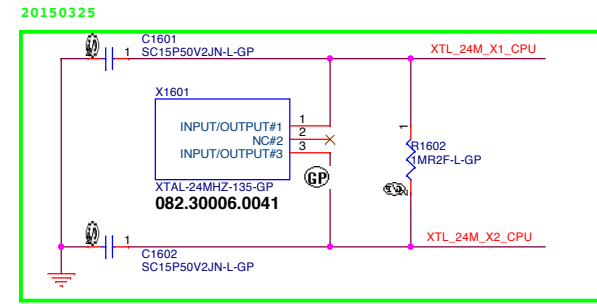 20150325
C1601
1
SC15P50V2JN-L-GP
XTL_24M_X1_CPU
X1601
INPUT/OUTPUT#1
1
NC#2
2
INPUT/OUTPUT#3
3
1
R1602
1MR2F-L-GP
GP
XTAL-24MHZ-135-GP
082.30006.0041
1
XTL_24M_X2_CPU
C1602
SC15P50V2JN-L-GP